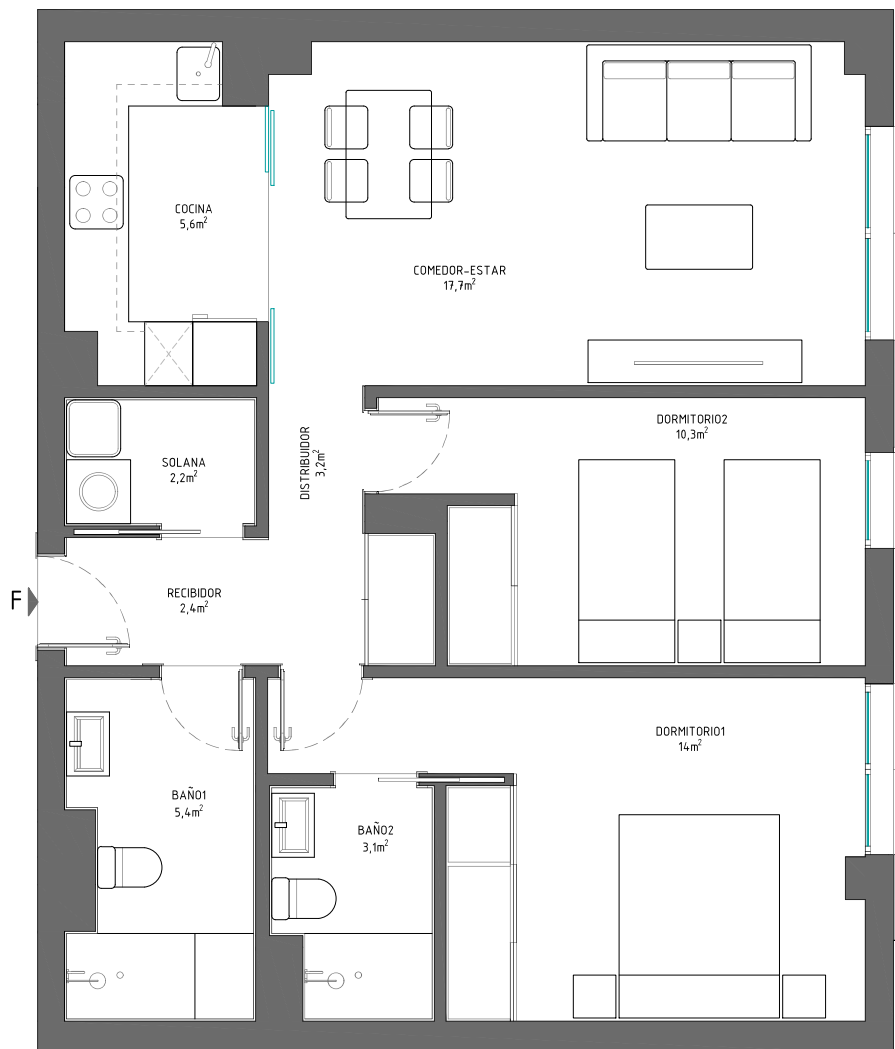 COCINA
5,6m²
COMEDOR-ESTAR
17,7m²
DORMITORIO2
10,3m²
DISTRIBUIDOR
3,2m²
SOLANA
2,2m²
RECIBIDOR
2,4m²
F
DORMITORIO1
14m²
BAÑO1
5,4m²
BAÑO2
3,1m²